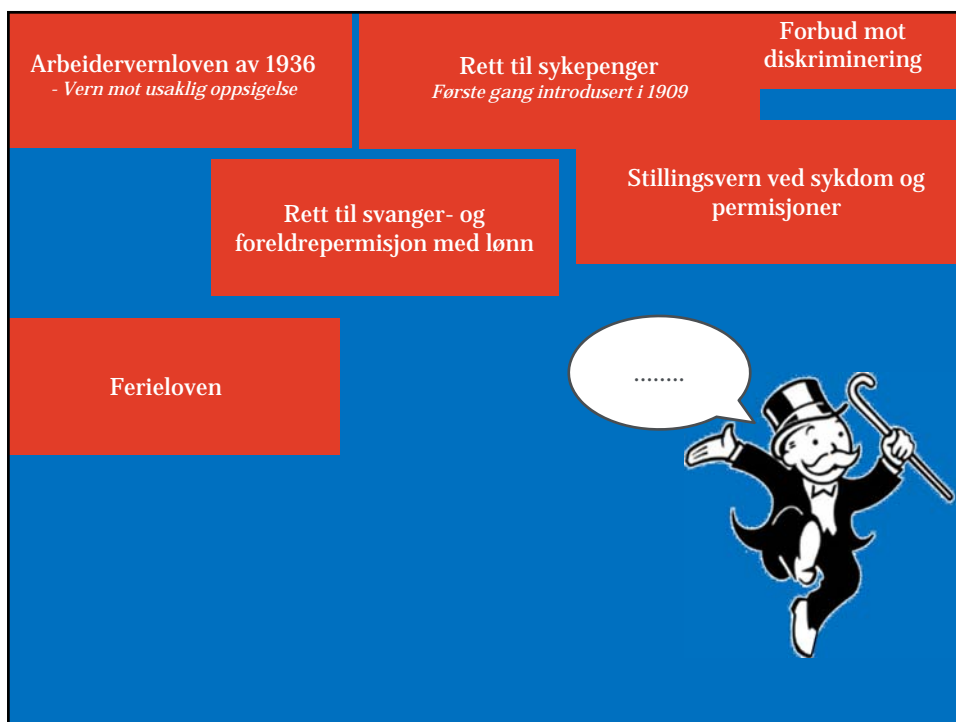 Arbeidervernloven av 1936
- Vern mot usaklig oppsigelse
Rett til sykepenger
Første gang introdusert i 1909
Forbud mot
diskriminering
Stillingsvern ved sykdom og
permisjoner
Rett til svanger- og
foreldrepermisjon med lønn
Ferieloven
........